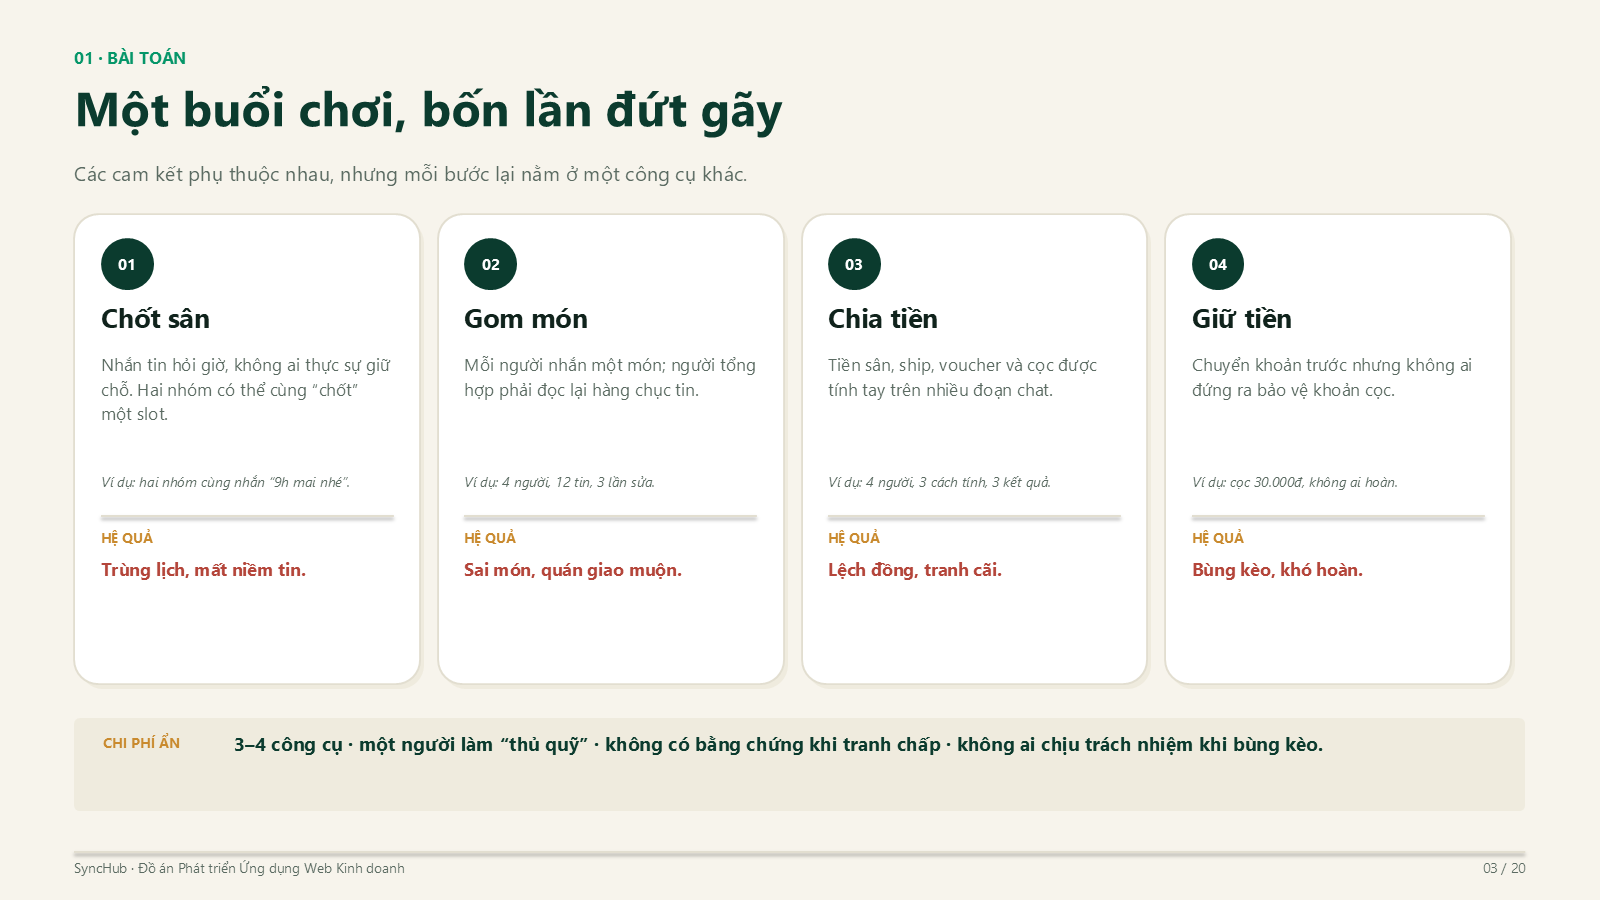 01 · BÀI TOÁN
Một buổi chơi, bốn lần đứt gãy
Các cam kết phụ thuộc nhau, nhưng mỗi bước lại nằm ở một công cụ khác.
01
Chốt sân
Nhắn tin hỏi giờ, không ai thực sự giữ
chỗ. Hai nhóm có thể cùng “chốt”
một slot.
Ví dụ: hai nhóm cùng nhắn “9h mai nhé”.
HỆ QUẢ
Trùng lịch, mất niềm tin.
02
Gom món
Mỗi người nhắn một món; người tổng
hợp phải đọc lại hàng chục tin.
Ví dụ: 4 người, 12 tin, 3 lần sửa.
HỆ QUẢ
Sai món, quán giao muộn.
03
Chia tiền
Tiền sân, ship, voucher và cọc được
tính tay trên nhiều đoạn chat.
Ví dụ: 4 người, 3 cách tính, 3 kết quả.
HỆ QUẢ
Lệch đồng, tranh cãi.
04
Giữ tiền
Chuyển khoản trước nhưng không ai
đứng ra bảo vệ khoản cọc.
Ví dụ: cọc 30.000đ, không ai hoàn.
HỆ QUẢ
Bùng kèo, khó hoàn.
CHI PHÍ ẨN
3–4 công cụ · một người làm “thủ quỹ” · không có bằng chứng khi tranh chấp · không ai chịu trách nhiệm khi bùng kèo.
SyncHub · Đồ án Phát triển Ứng dụng Web Kinh doanh
03 / 20